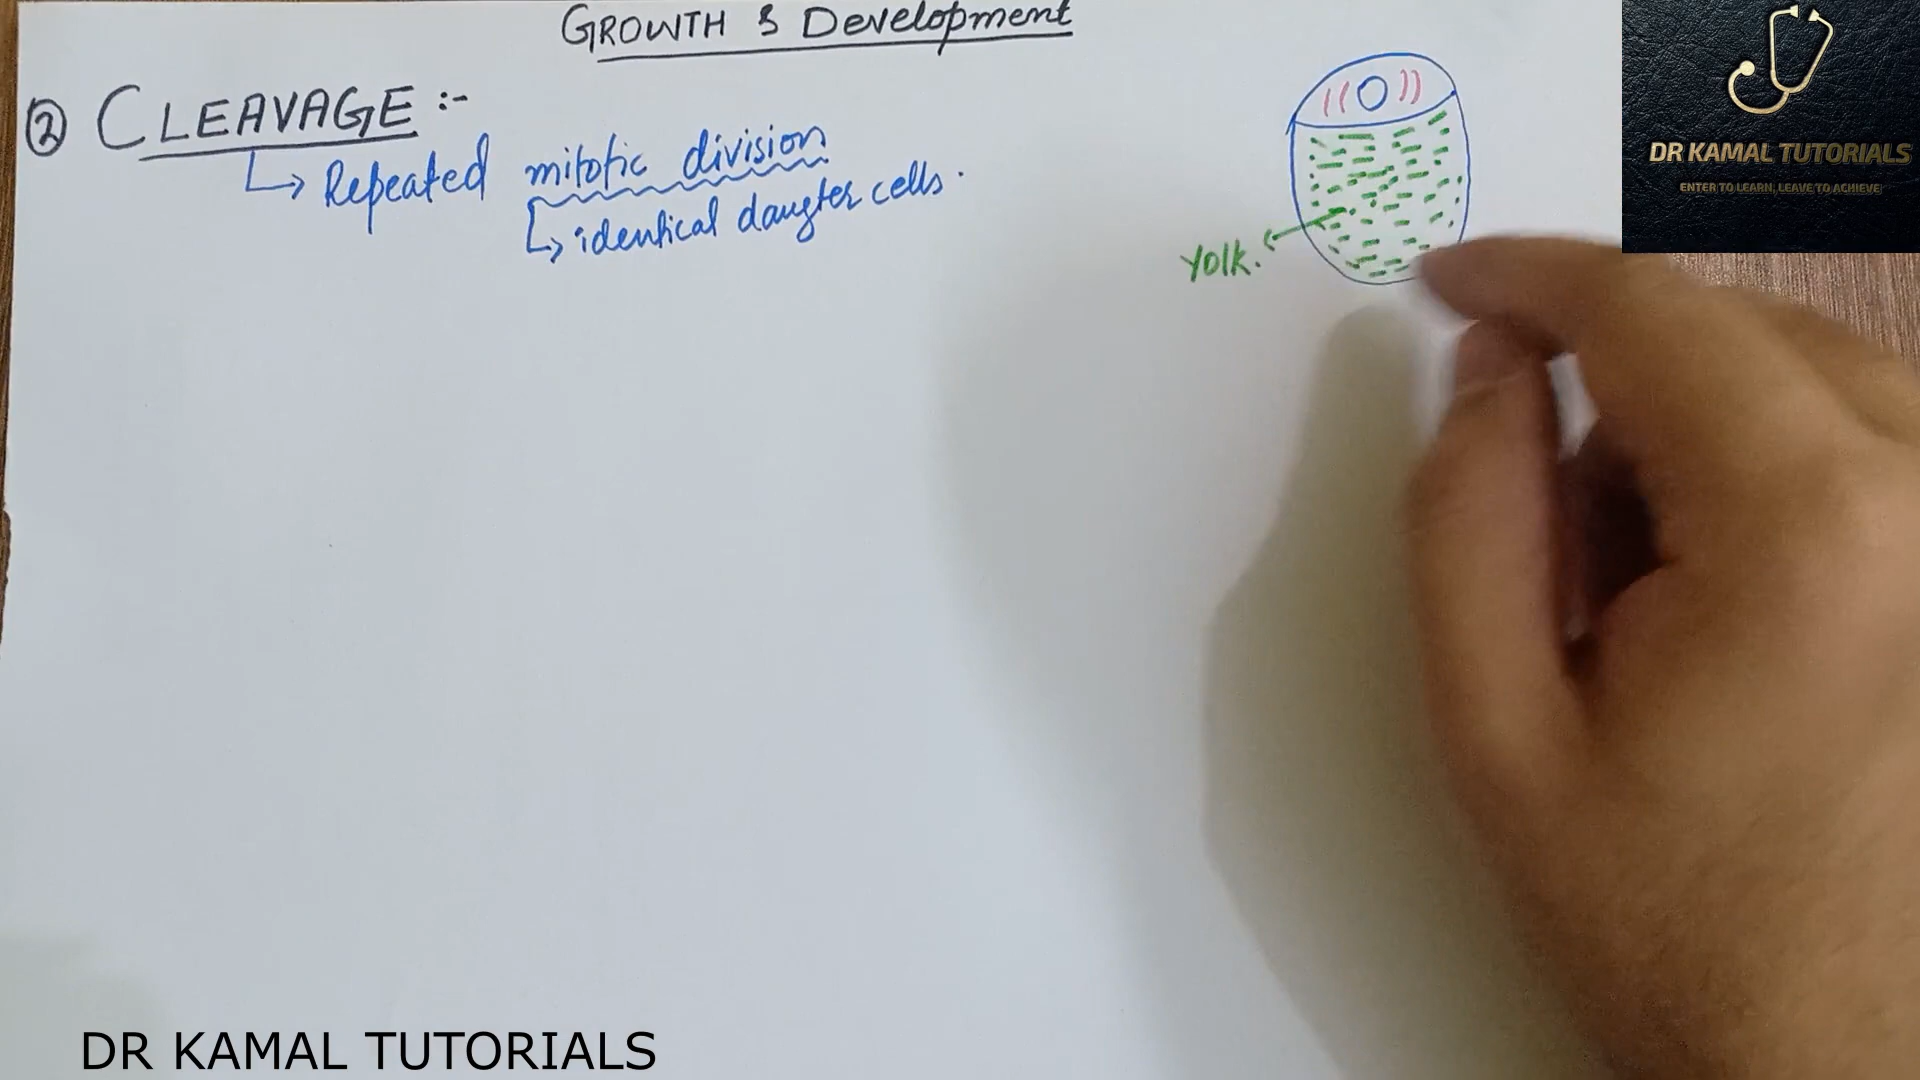 GROWTH & Development
② CLEAVAGE :-
Repeated mitotic division
identical daugter cells.
Yolk.
DR KAMAL TUTORIALS
ENTER TO LEARN, LEAVE TO ACHIEVE
DR KAMAL TUTORIALS